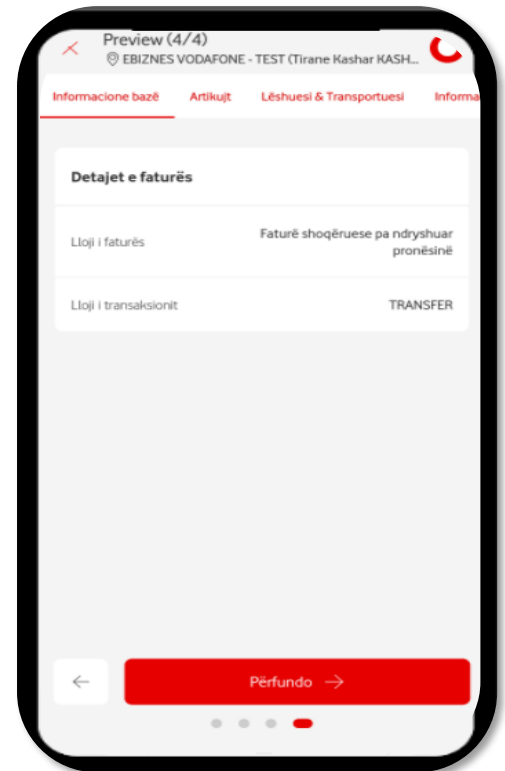 Preview (4/4)
EBIZNES VODAFONE - TEST (Tirane Kashar KASH...
Informacione bazë Artikujt Lëshuesi & Transportuesi Informa
Detajet e faturës
Lloji i faturës Faturë shoqëruese pa ndryshuar
pronësinë
Lloji i transaksionit TRANSFER
Përfundo